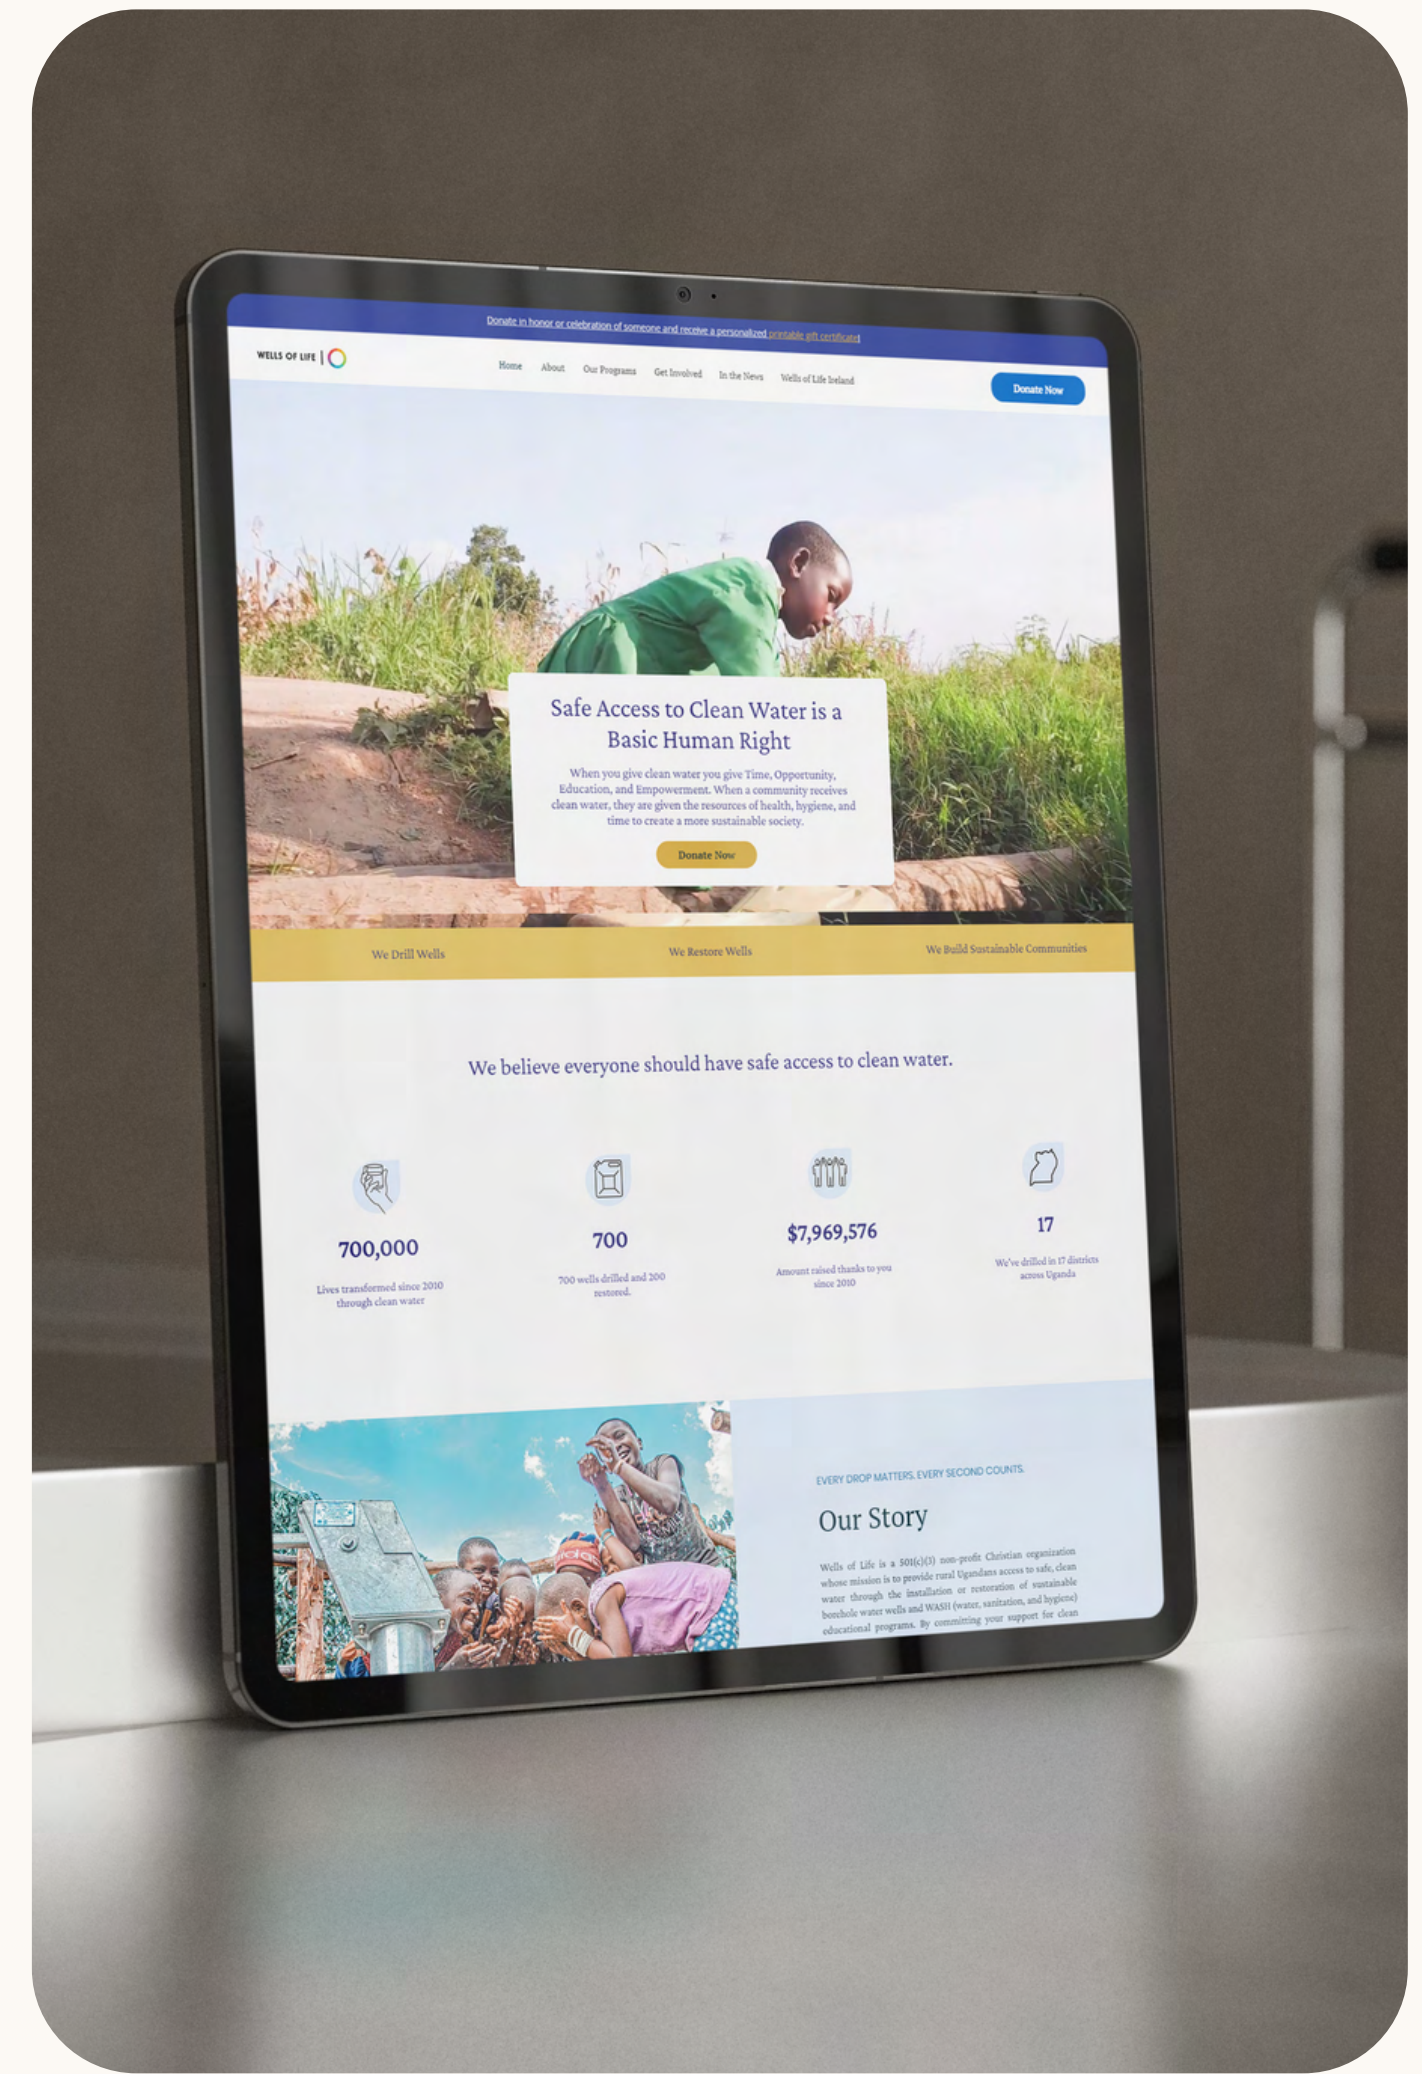 Donate in honor or celebration of someone and receive a personalized printable gift certificate!
WELLS OF LIFE
Home About Our Programs Get Involved In the News Wells of Life Ireland
Donate Now
Safe Access to Clean Water is a
Basic Human Right
When you give clean water you give Time, Opportunity,
Education, and Empowerment. When a community receives
clean water, they are given the resources of health, hygiene, and
time to create a more sustainable society.
Donate Now
We Drill Wells
We Restore Wells
We Build Sustainable Communities
We believe everyone should have safe access to clean water.
700,000
Lives transformed since 2010
through clean water
700
700 wells drilled and 200
restored.
$7,969,576
Amount raised thanks to you
since 2010
17
We've drilled in 17 districts
across Uganda
EVERY DROP MATTERS. EVERY SECOND COUNTS.
Our Story
Wells of Life is a 501(c)(3) non-profit Christian organization
whose mission is to provide rural Ugandans access to safe, clean
water through the installation or restoration of sustainable
borehole water wells and WASH (water, sanitation, and hygiene)
educational programs. By committing your support for clean